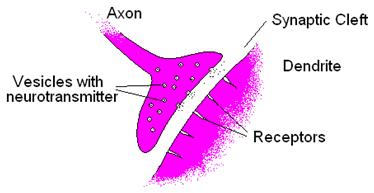 Axon
Synaptic Cleft
Dendrite
Vesicles with
neurotransmitter
Receptors